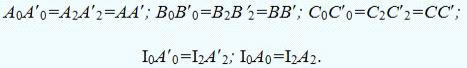 A₀A′₀=A₂A′₂=AA′; B₀B′₀=B₂B′₂=BB′; C₀C′₀=C₂C′₂=CC′;
I₀A′₀=I₂A′₂; I₀A₀=I₂A₂.